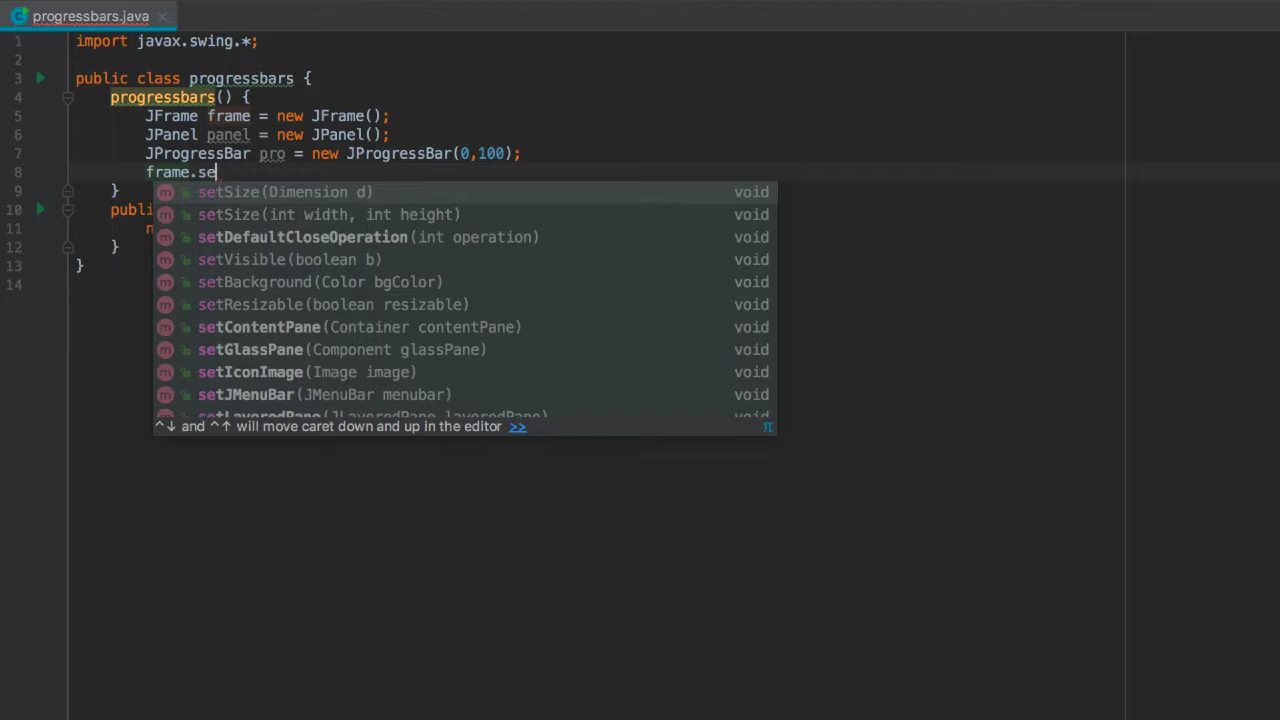 progressbars.java
1 import javax.swing.*;
2
3 public class progressbars {
4 progressbars() {
5 JFrame frame = new JFrame();
6 JPanel panel = new JPanel();
7 JProgressBar pro = new JProgressBar(0,100);
8 frame.se
setSize(Dimension d) void
9 }
setSize(int width, int height) void
10 publi
11 n
setDefaultCloseOperation(int operation) void
12 }
setVisible(boolean b) void
13 }
setBackground(Color bgColor) void
14
setResizable(boolean resizable) void
setContentPane(Container contentPane) void
setGlassPane(Component glassPane) void
setIconImage(Image image) void
setJMenuBar(JMenuBar menubar) void
setLayeredPane(JLayeredPane layeredPane) void
^↓ and ^↑ will move caret down and up in the editor >> π